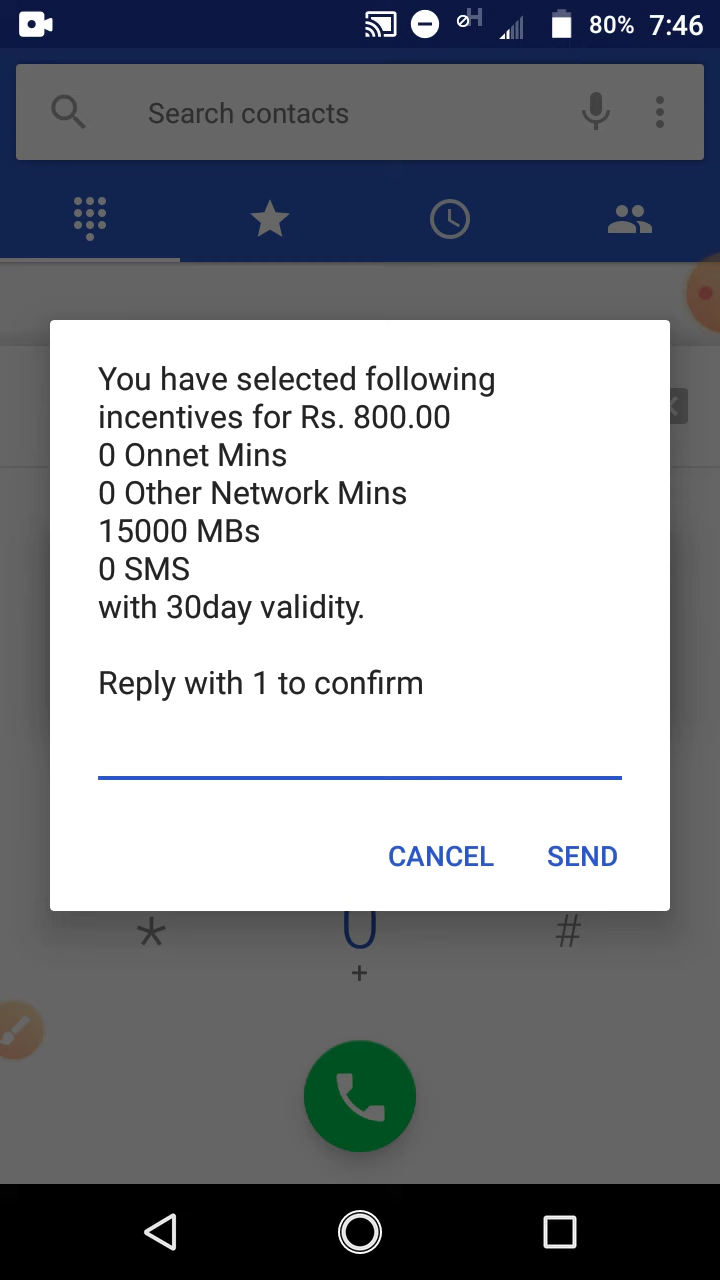 80% 7:46
Search contacts
You have selected following
incentives for Rs. 800.00
0 Onnet Mins
0 Other Network Mins
15000 MBs
0 SMS
with 30day validity.
Reply with 1 to confirm
CANCEL SEND
* 0 #
+